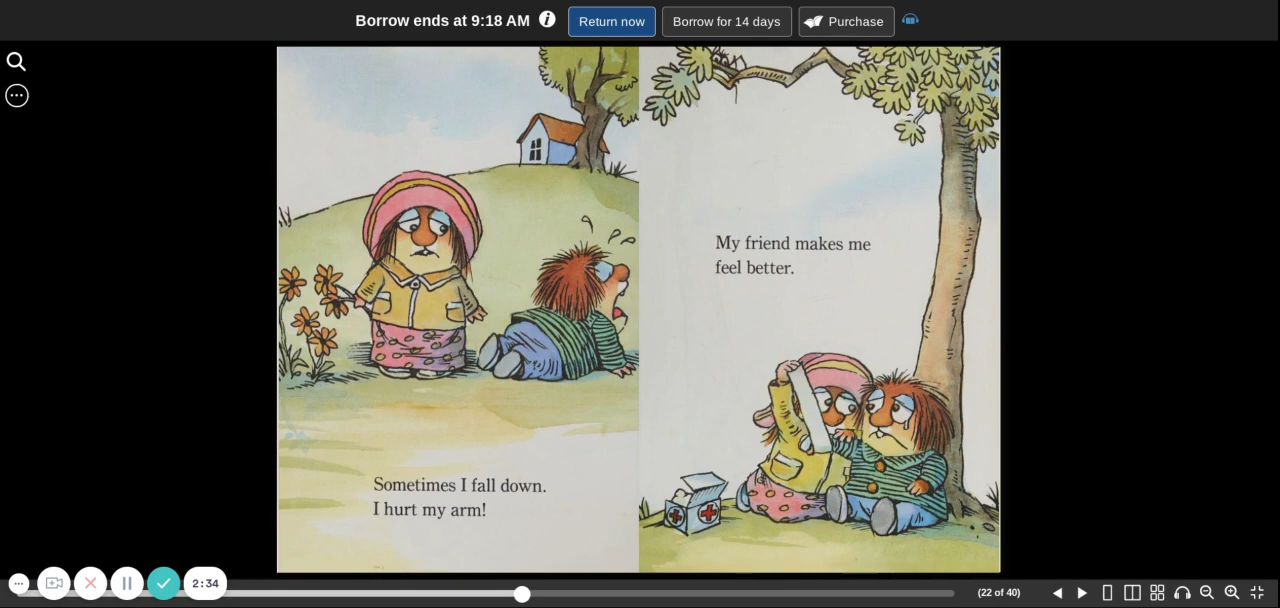 Borrow ends at 9:18 AM
Return now
Borrow for 14 days
Purchase
Sometimes I fall down.
I hurt my arm!
My friend makes me
feel better.
2:34
(22 of 40)